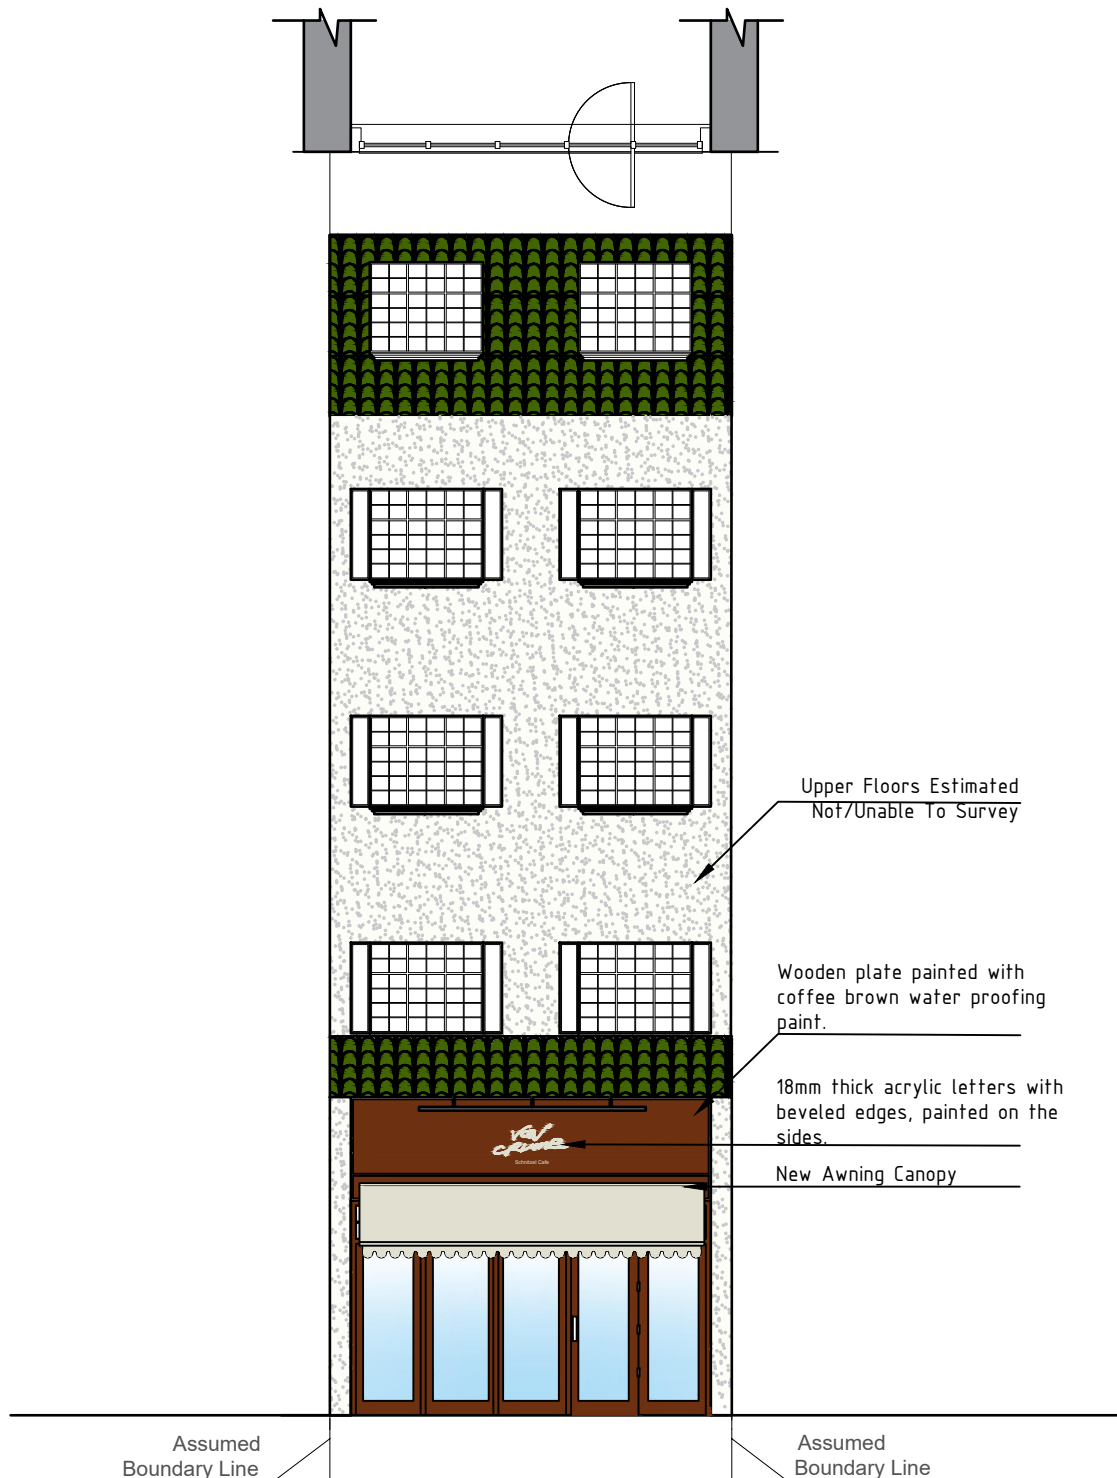 Upper Floors Estimated
Not/Unable To Survey
Wooden plate painted with
coffee brown water proofing
paint.
18mm thick acrylic letters with
beveled edges, painted on the
sides.
Schnitzel Cafe
New Awning Canopy
Assumed
Boundary Line
Assumed
Boundary Line